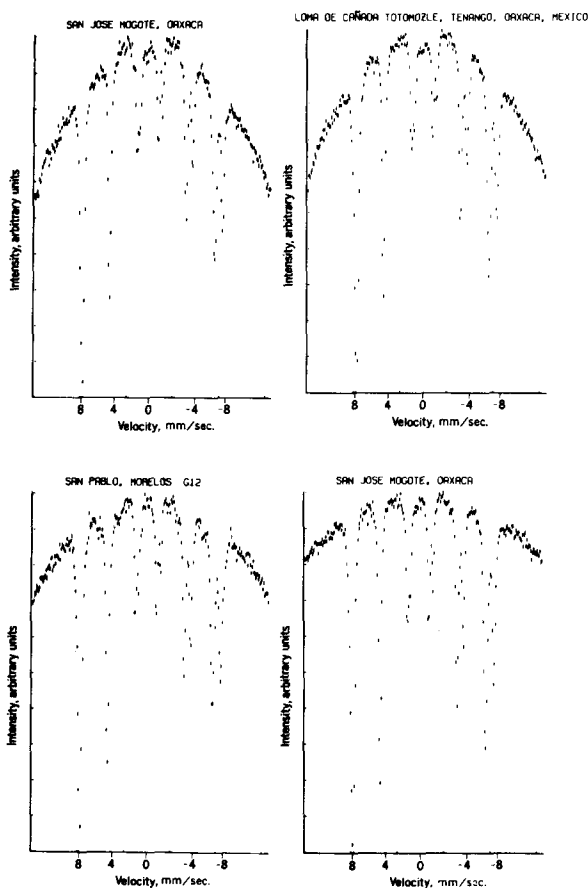 SAN JOSE MOGOTE, OAXACA
Intensity, arbitrary units
8 4 0 -4 -8
Velocity, mm/sec.
LOMA DE CAÑADA TOTOMOZLE, TENANGO, OAXACA, MEXICO
Intensity, arbitrary units
8 4 0 -4 -8
Velocity, mm/sec.
SAN PABLO, MORELOS G12
Intensity, arbitrary units
8 4 0 -4 -8
Velocity, mm/sec.
SAN JOSE MOGOTE, OAXACA
Intensity, arbitrary units
8 4 0 -4 -8
Velocity, mm/sec.